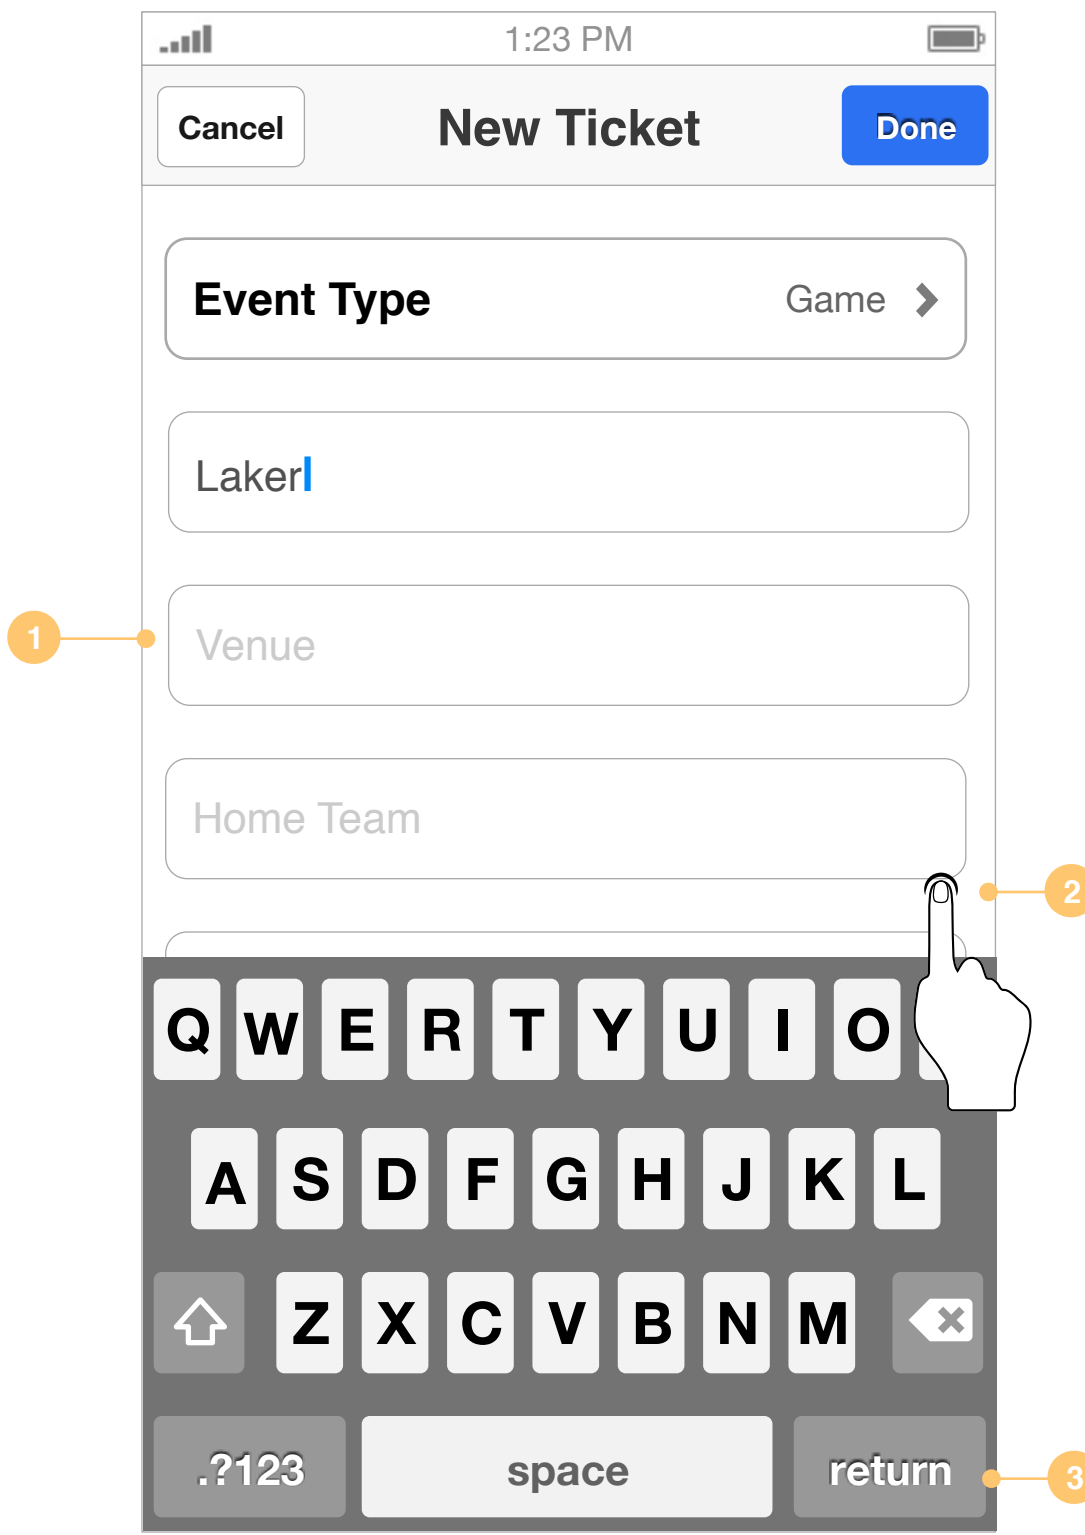 1:23 PM
Cancel New Ticket Done
Event Type Game
Laker
1 Venue
Home Team
2
Q W E R T Y U I O
A S D F G H J K L
Z X C V B N M
.?123 space return 3